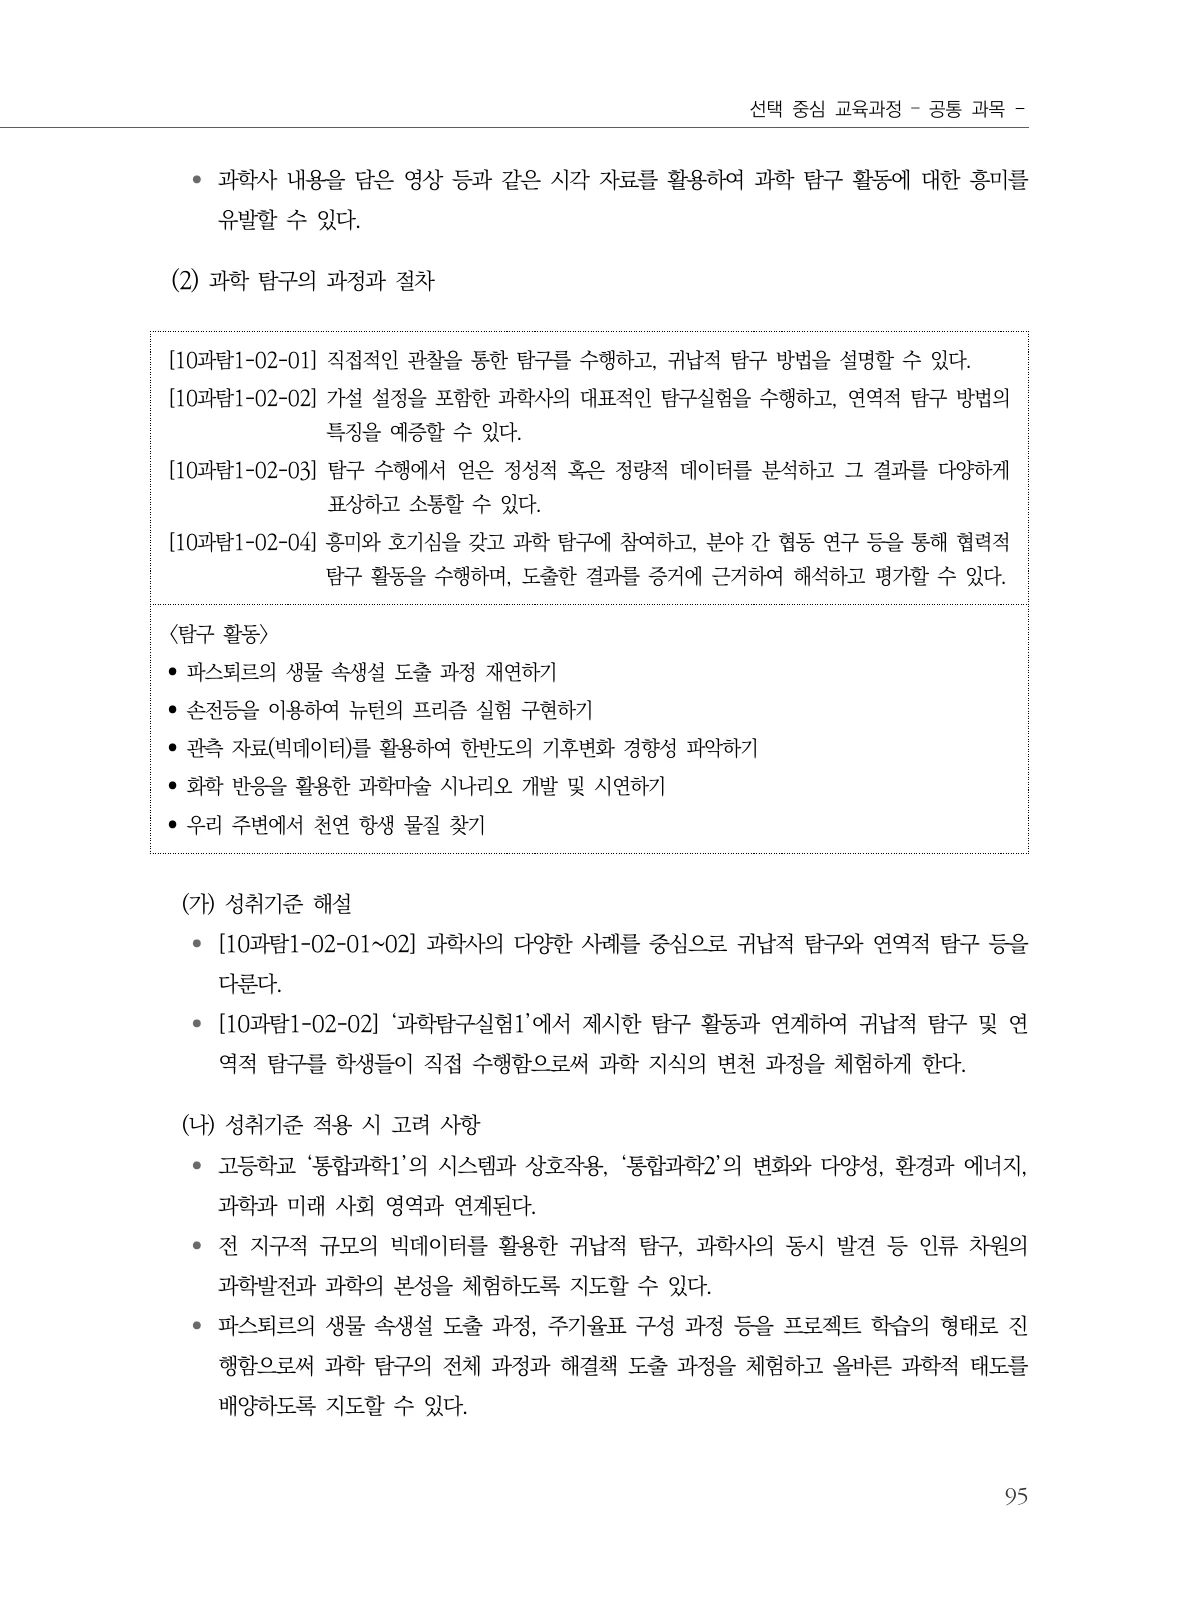 선택 중심 교육과정 - 공통 과목 -
• 과학사 내용을 담은 영상 등과 같은 시각 자료를 활용하여 과학 탐구 활동에 대한 흥미를
유발할 수 있다.
(2) 과학 탐구의 과정과 절차
[10과탐1-02-01] 직접적인 관찰을 통한 탐구를 수행하고, 귀납적 탐구 방법을 설명할 수 있다.
[10과탐1-02-02] 가설 설정을 포함한 과학사의 대표적인 탐구실험을 수행하고, 연역적 탐구 방법의
특징을 예증할 수 있다.
[10과탐1-02-03] 탐구 수행에서 얻은 정성적 혹은 정량적 데이터를 분석하고 그 결과를 다양하게
표상하고 소통할 수 있다.
[10과탐1-02-04] 흥미와 호기심을 갖고 과학 탐구에 참여하고, 분야 간 협동 연구 등을 통해 협력적
탐구 활동을 수행하며, 도출한 결과를 증거에 근거하여 해석하고 평가할 수 있다.
〈탐구 활동〉
• 파스퇴르의 생물 속생설 도출 과정 재연하기
• 손전등을 이용하여 뉴턴의 프리즘 실험 구현하기
• 관측 자료(빅데이터)를 활용하여 한반도의 기후변화 경향성 파악하기
• 화학 반응을 활용한 과학마술 시나리오 개발 및 시연하기
• 우리 주변에서 천연 항생 물질 찾기
(가) 성취기준 해설
• [10과탐1-02-01~02] 과학사의 다양한 사례를 중심으로 귀납적 탐구와 연역적 탐구 등을
다룬다.
• [10과탐1-02-02] ‘과학탐구실험1’에서 제시한 탐구 활동과 연계하여 귀납적 탐구 및 연
역적 탐구를 학생들이 직접 수행함으로써 과학 지식의 변천 과정을 체험하게 한다.
(나) 성취기준 적용 시 고려 사항
• 고등학교 ‘통합과학1’의 시스템과 상호작용, ‘통합과학2’의 변화와 다양성, 환경과 에너지,
과학과 미래 사회 영역과 연계된다.
• 전 지구적 규모의 빅데이터를 활용한 귀납적 탐구, 과학사의 동시 발견 등 인류 차원의
과학발전과 과학의 본성을 체험하도록 지도할 수 있다.
• 파스퇴르의 생물 속생설 도출 과정, 주기율표 구성 과정 등을 프로젝트 학습의 형태로 진
행함으로써 과학 탐구의 전체 과정과 해결책 도출 과정을 체험하고 올바른 과학적 태도를
배양하도록 지도할 수 있다.
95